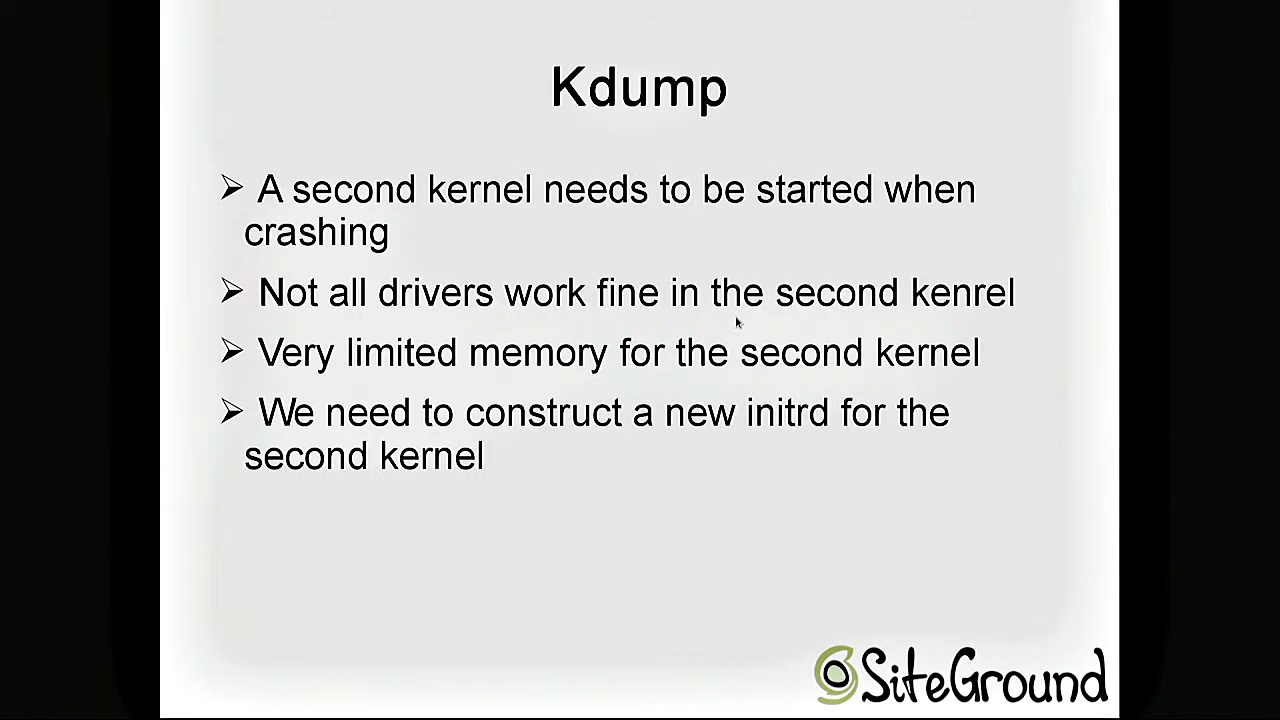 Kdump
➢ A second kernel needs to be started when
crashing
➢ Not all drivers work fine in the second kenrel
➢ Very limited memory for the second kernel
➢ We need to construct a new initrd for the
second kernel
SiteGround